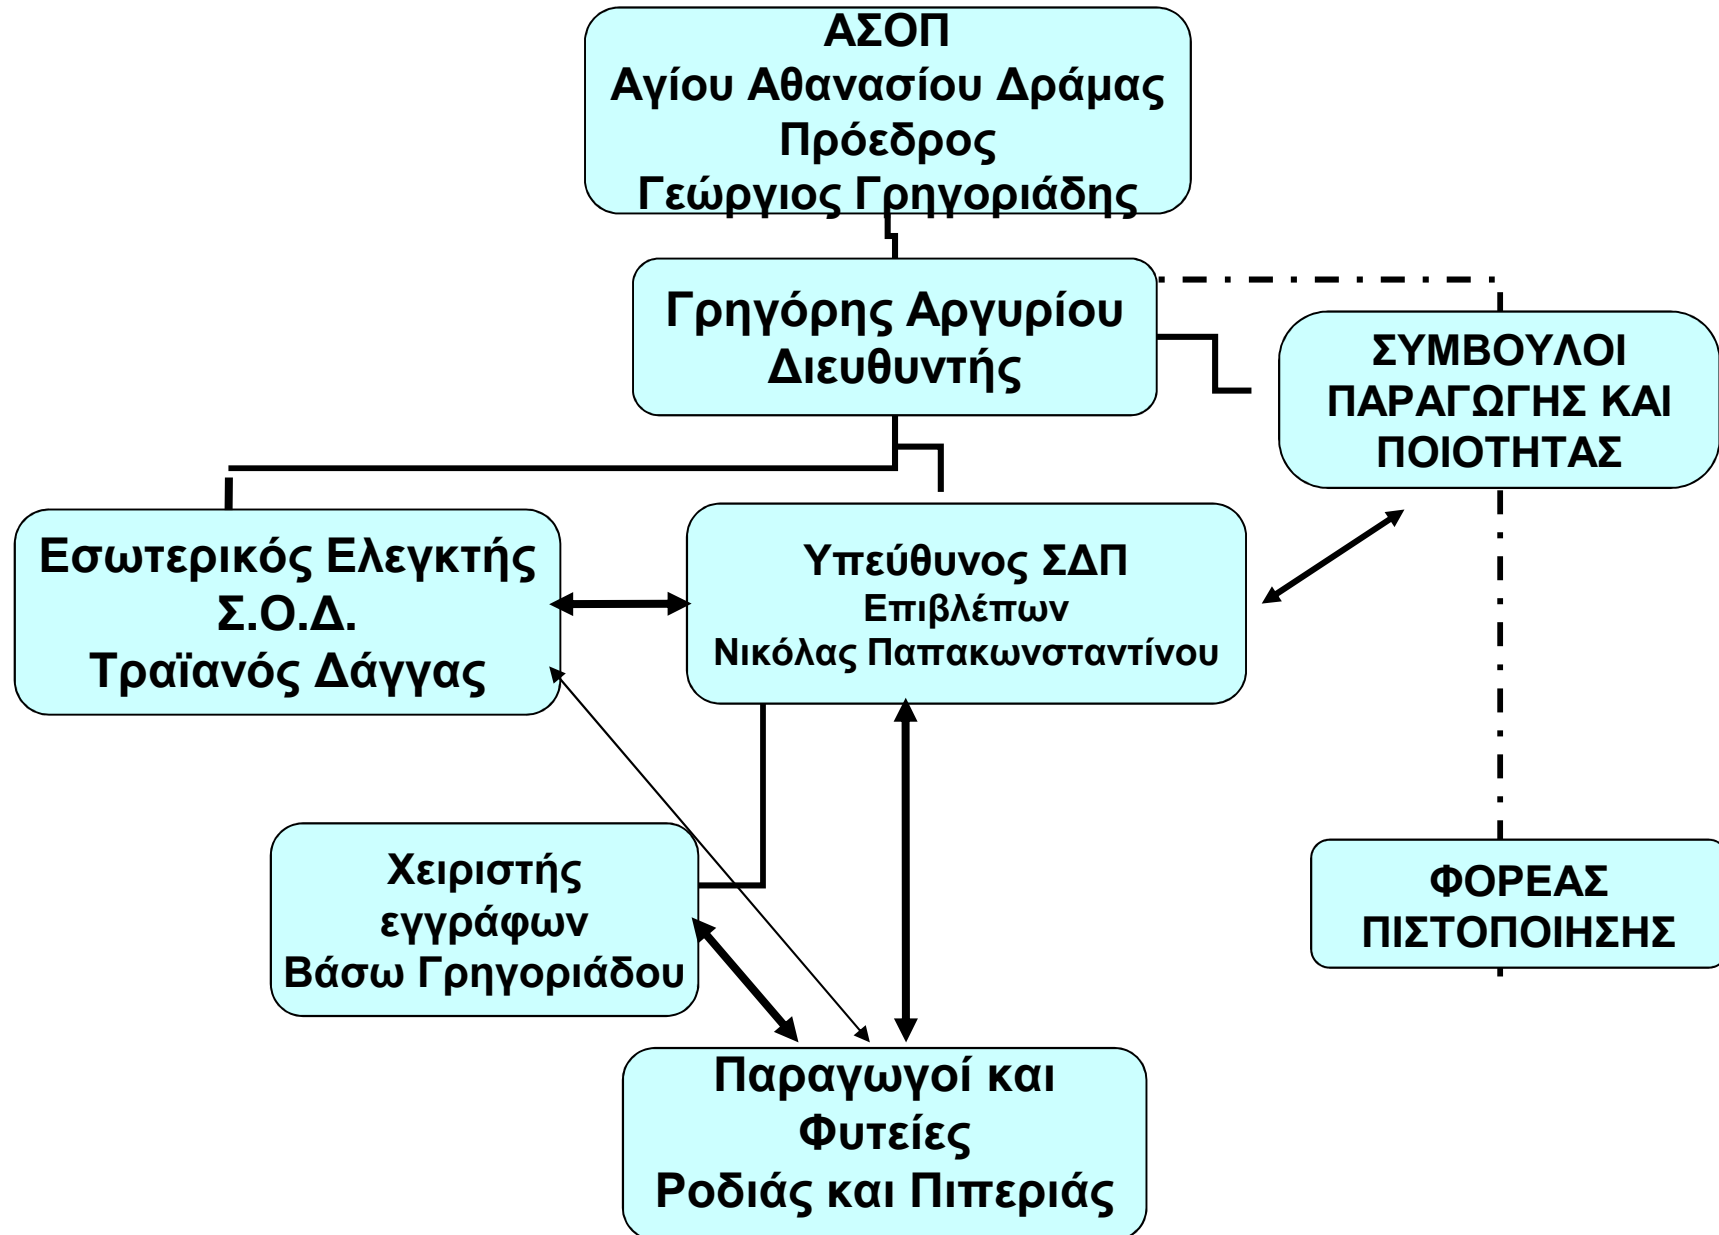 ΑΣΟΠ
Αγίου Αθανασίου Δράμας
Πρόεδρος
Γεώργιος Γρηγοριάδης
Γρηγόρης Αργυρίου
Διευθυντής
ΣΥΜΒΟΥΛΟΙ
ΠΑΡΑΓΩΓΗΣ ΚΑΙ
ΠΟΙΟΤΗΤΑΣ
Εσωτερικός Ελεγκτής
Σ.Ο.Δ.
Τραϊανός Δάγγας
Υπεύθυνος ΣΔΠ
Επιβλέπων
Νικόλας Παπακωνσταντίνου
Χειριστής
εγγράφων
Βάσω Γρηγοριάδου
ΦΟΡΕΑΣ
ΠΙΣΤΟΠΟΙΗΣΗΣ
Παραγωγοί και
Φυτείες
Ροδιάς και Πιπεριάς